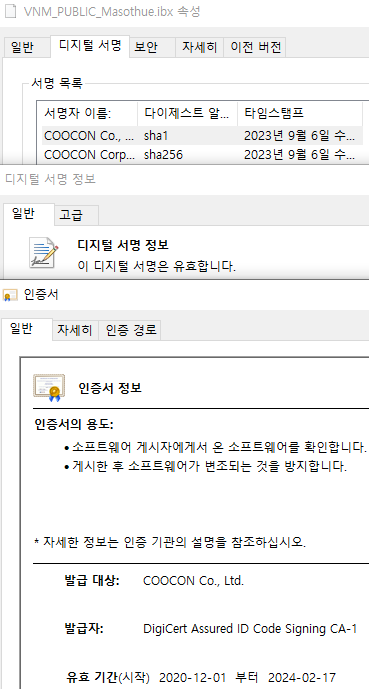 VNM_PUBLIC_Masothue.ibx 속성
일반 디지털 서명 보안 자세히 이전 버전
서명 목록
서명자 이름: 다이제스트 알... 타임스탬프
COOCON Co., ... sha1 2023년 9월 6일 수...
COOCON Corp... sha256 2023년 9월 6일 수...
디지털 서명 정보
일반 고급
디지털 서명 정보
이 디지털 서명은 유효합니다.
인증서
일반 자세히 인증 경로
인증서 정보
인증서의 용도:
• 소프트웨어 게시자에게서 온 소프트웨어를 확인합니다.
• 게시한 후 소프트웨어가 변조되는 것을 방지합니다.
* 자세한 정보는 인증 기관의 설명을 참조하십시오.
발급 대상: COOCON Co., Ltd.
발급자: DigiCert Assured ID Code Signing CA-1
유효 기간(시작) 2020-12-01 부터 2024-02-17